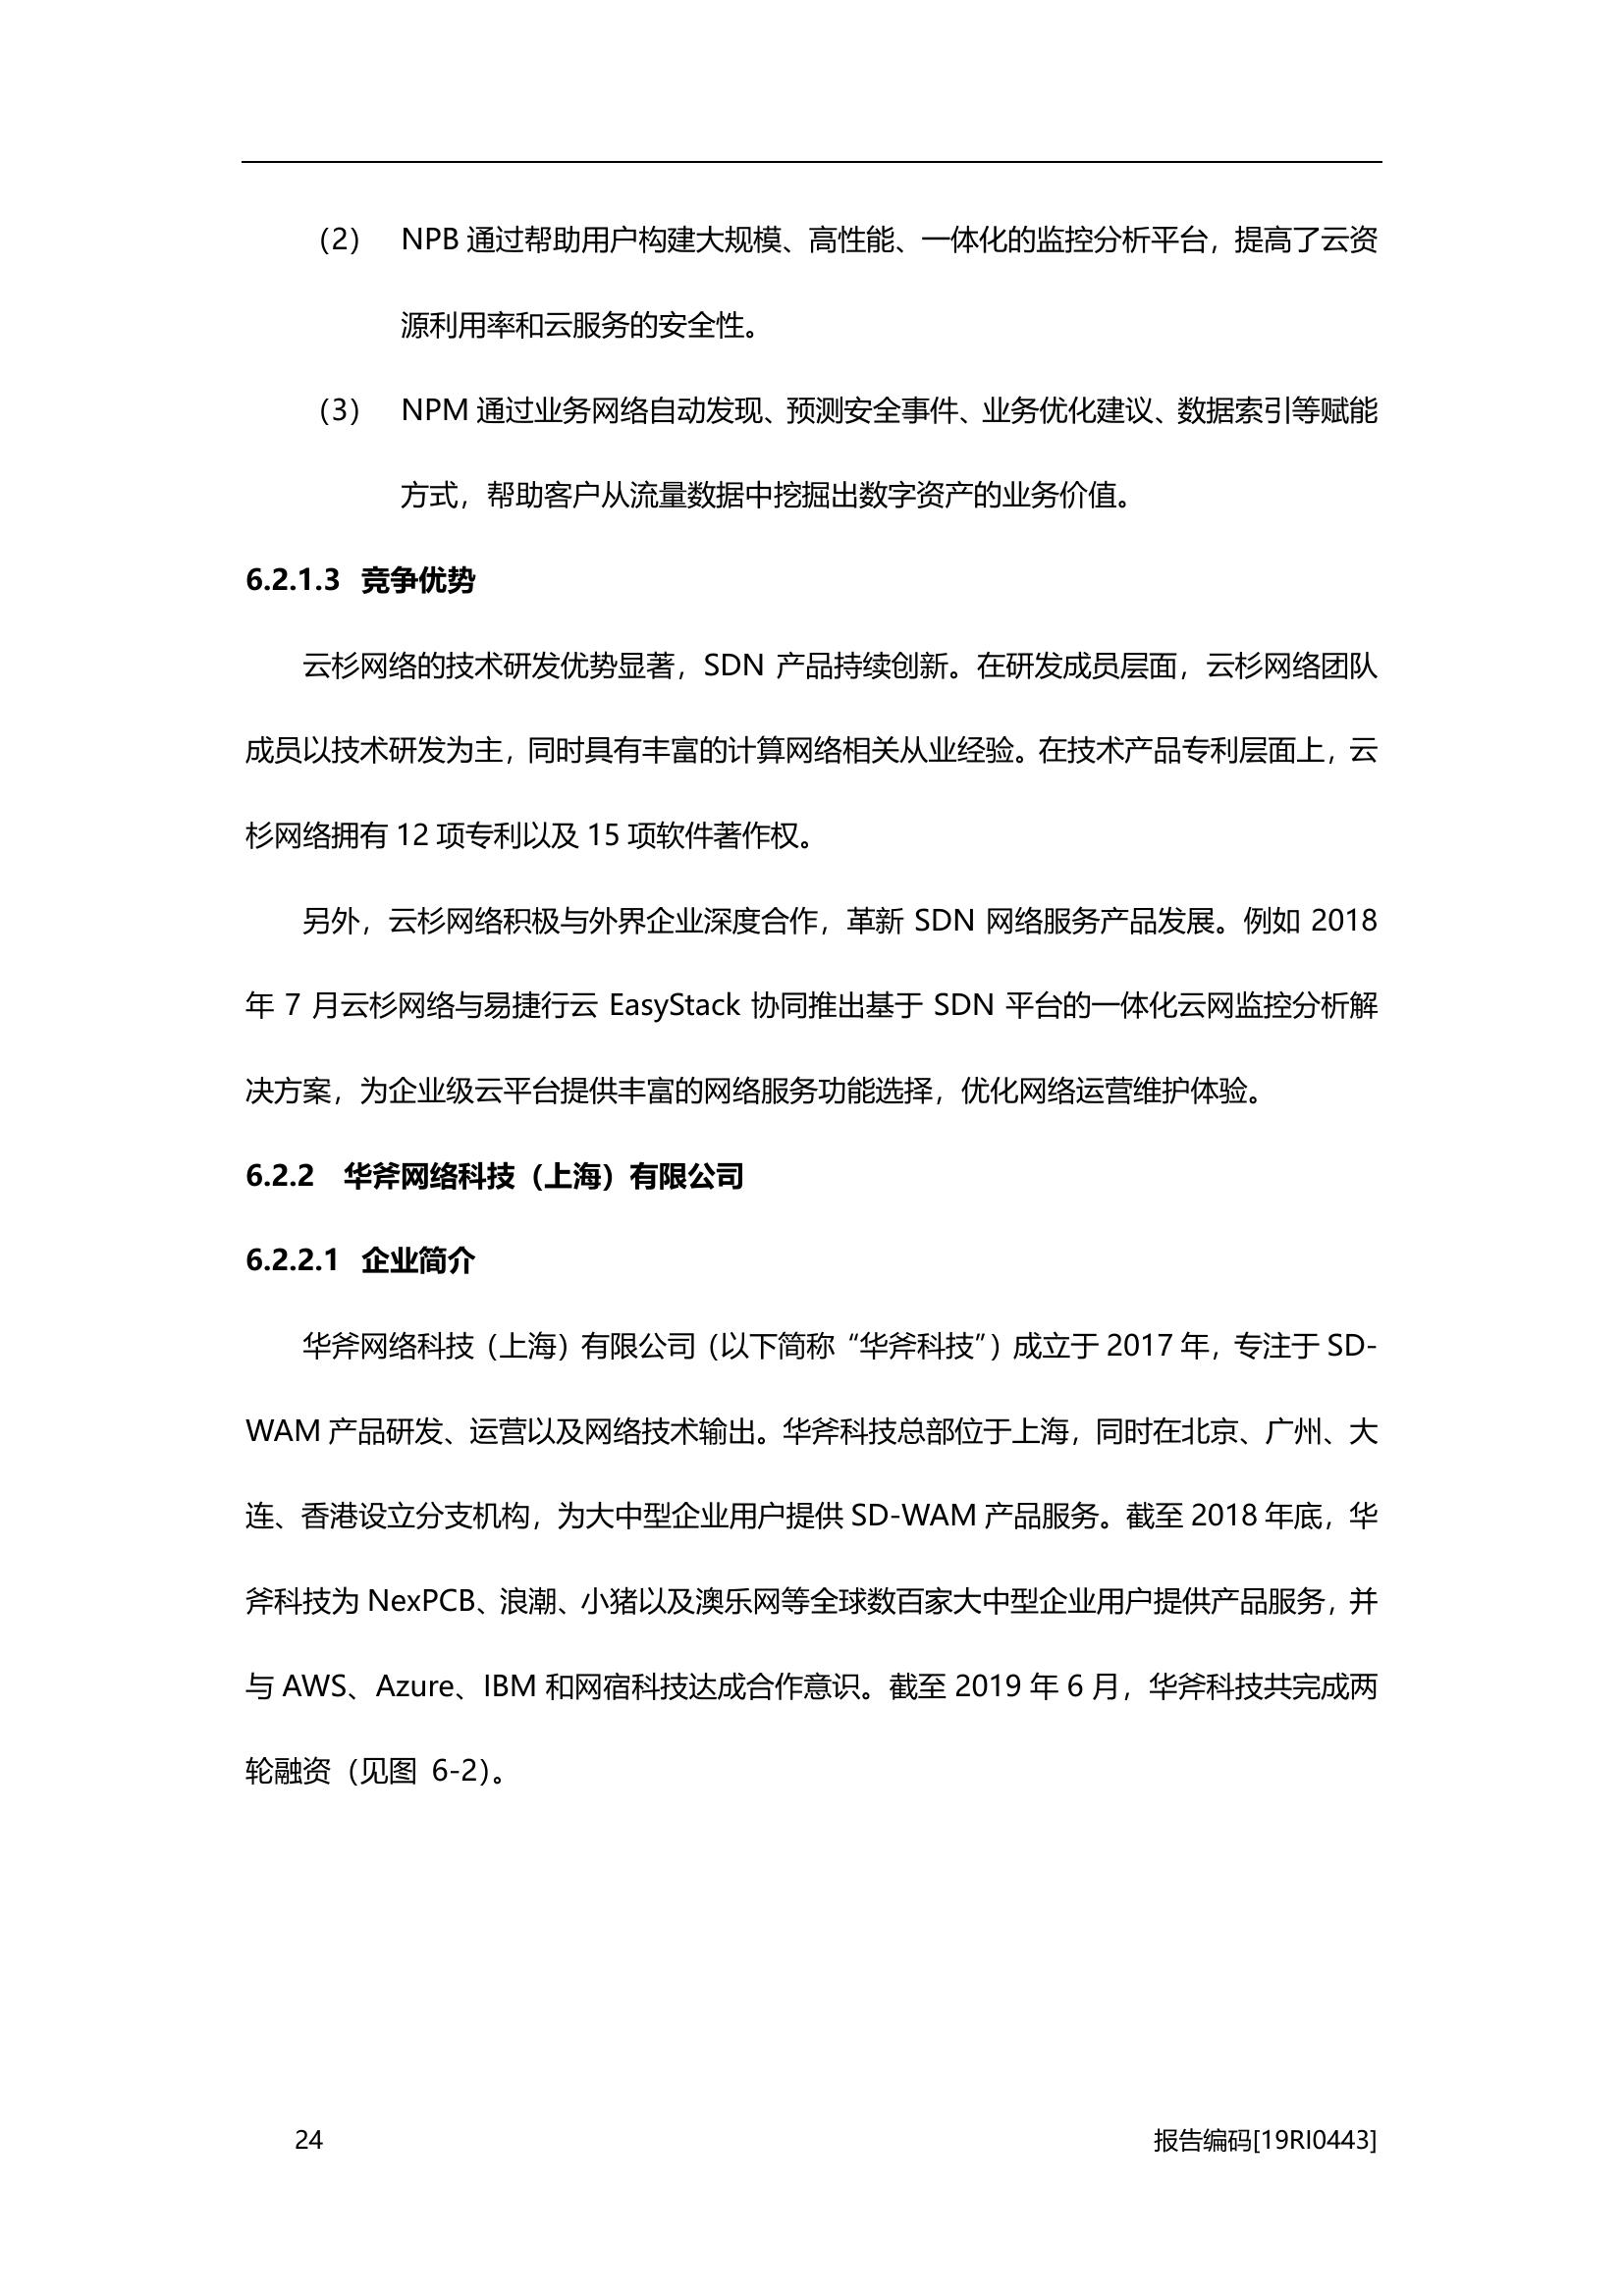 （2） NPB 通过帮助用户构建大规模、高性能、一体化的监控分析平台，提高了云资
源利用率和云服务的安全性。
（3） NPM 通过业务网络自动发现、预测安全事件、业务优化建议、数据索引等赋能
方式，帮助客户从流量数据中挖掘出数字资产的业务价值。
6.2.1.3 竞争优势
云杉网络的技术研发优势显著，SDN 产品持续创新。在研发成员层面，云杉网络团队
成员以技术研发为主，同时具有丰富的计算网络相关从业经验。在技术产品专利层面上，云
杉网络拥有 12 项专利以及 15 项软件著作权。
另外，云杉网络积极与外界企业深度合作，革新 SDN 网络服务产品发展。例如 2018
年 7 月云杉网络与易捷行云 EasyStack 协同推出基于 SDN 平台的一体化云网监控分析解
决方案，为企业级云平台提供丰富的网络服务功能选择，优化网络运营维护体验。
6.2.2 华斧网络科技（上海）有限公司
6.2.2.1 企业简介
华斧网络科技（上海）有限公司（以下简称“华斧科技”）成立于 2017 年，专注于 SD-
WAM 产品研发、运营以及网络技术输出。华斧科技总部位于上海，同时在北京、广州、大
连、香港设立分支机构，为大中型企业用户提供 SD-WAM 产品服务。截至 2018 年底，华
斧科技为 NexPCB、浪潮、小猪以及澳乐网等全球数百家大中型企业用户提供产品服务，并
与 AWS、Azure、IBM 和网宿科技达成合作意识。截至 2019 年 6 月，华斧科技共完成两
轮融资（见图 6-2）。
24 报告编码[19RI0443]